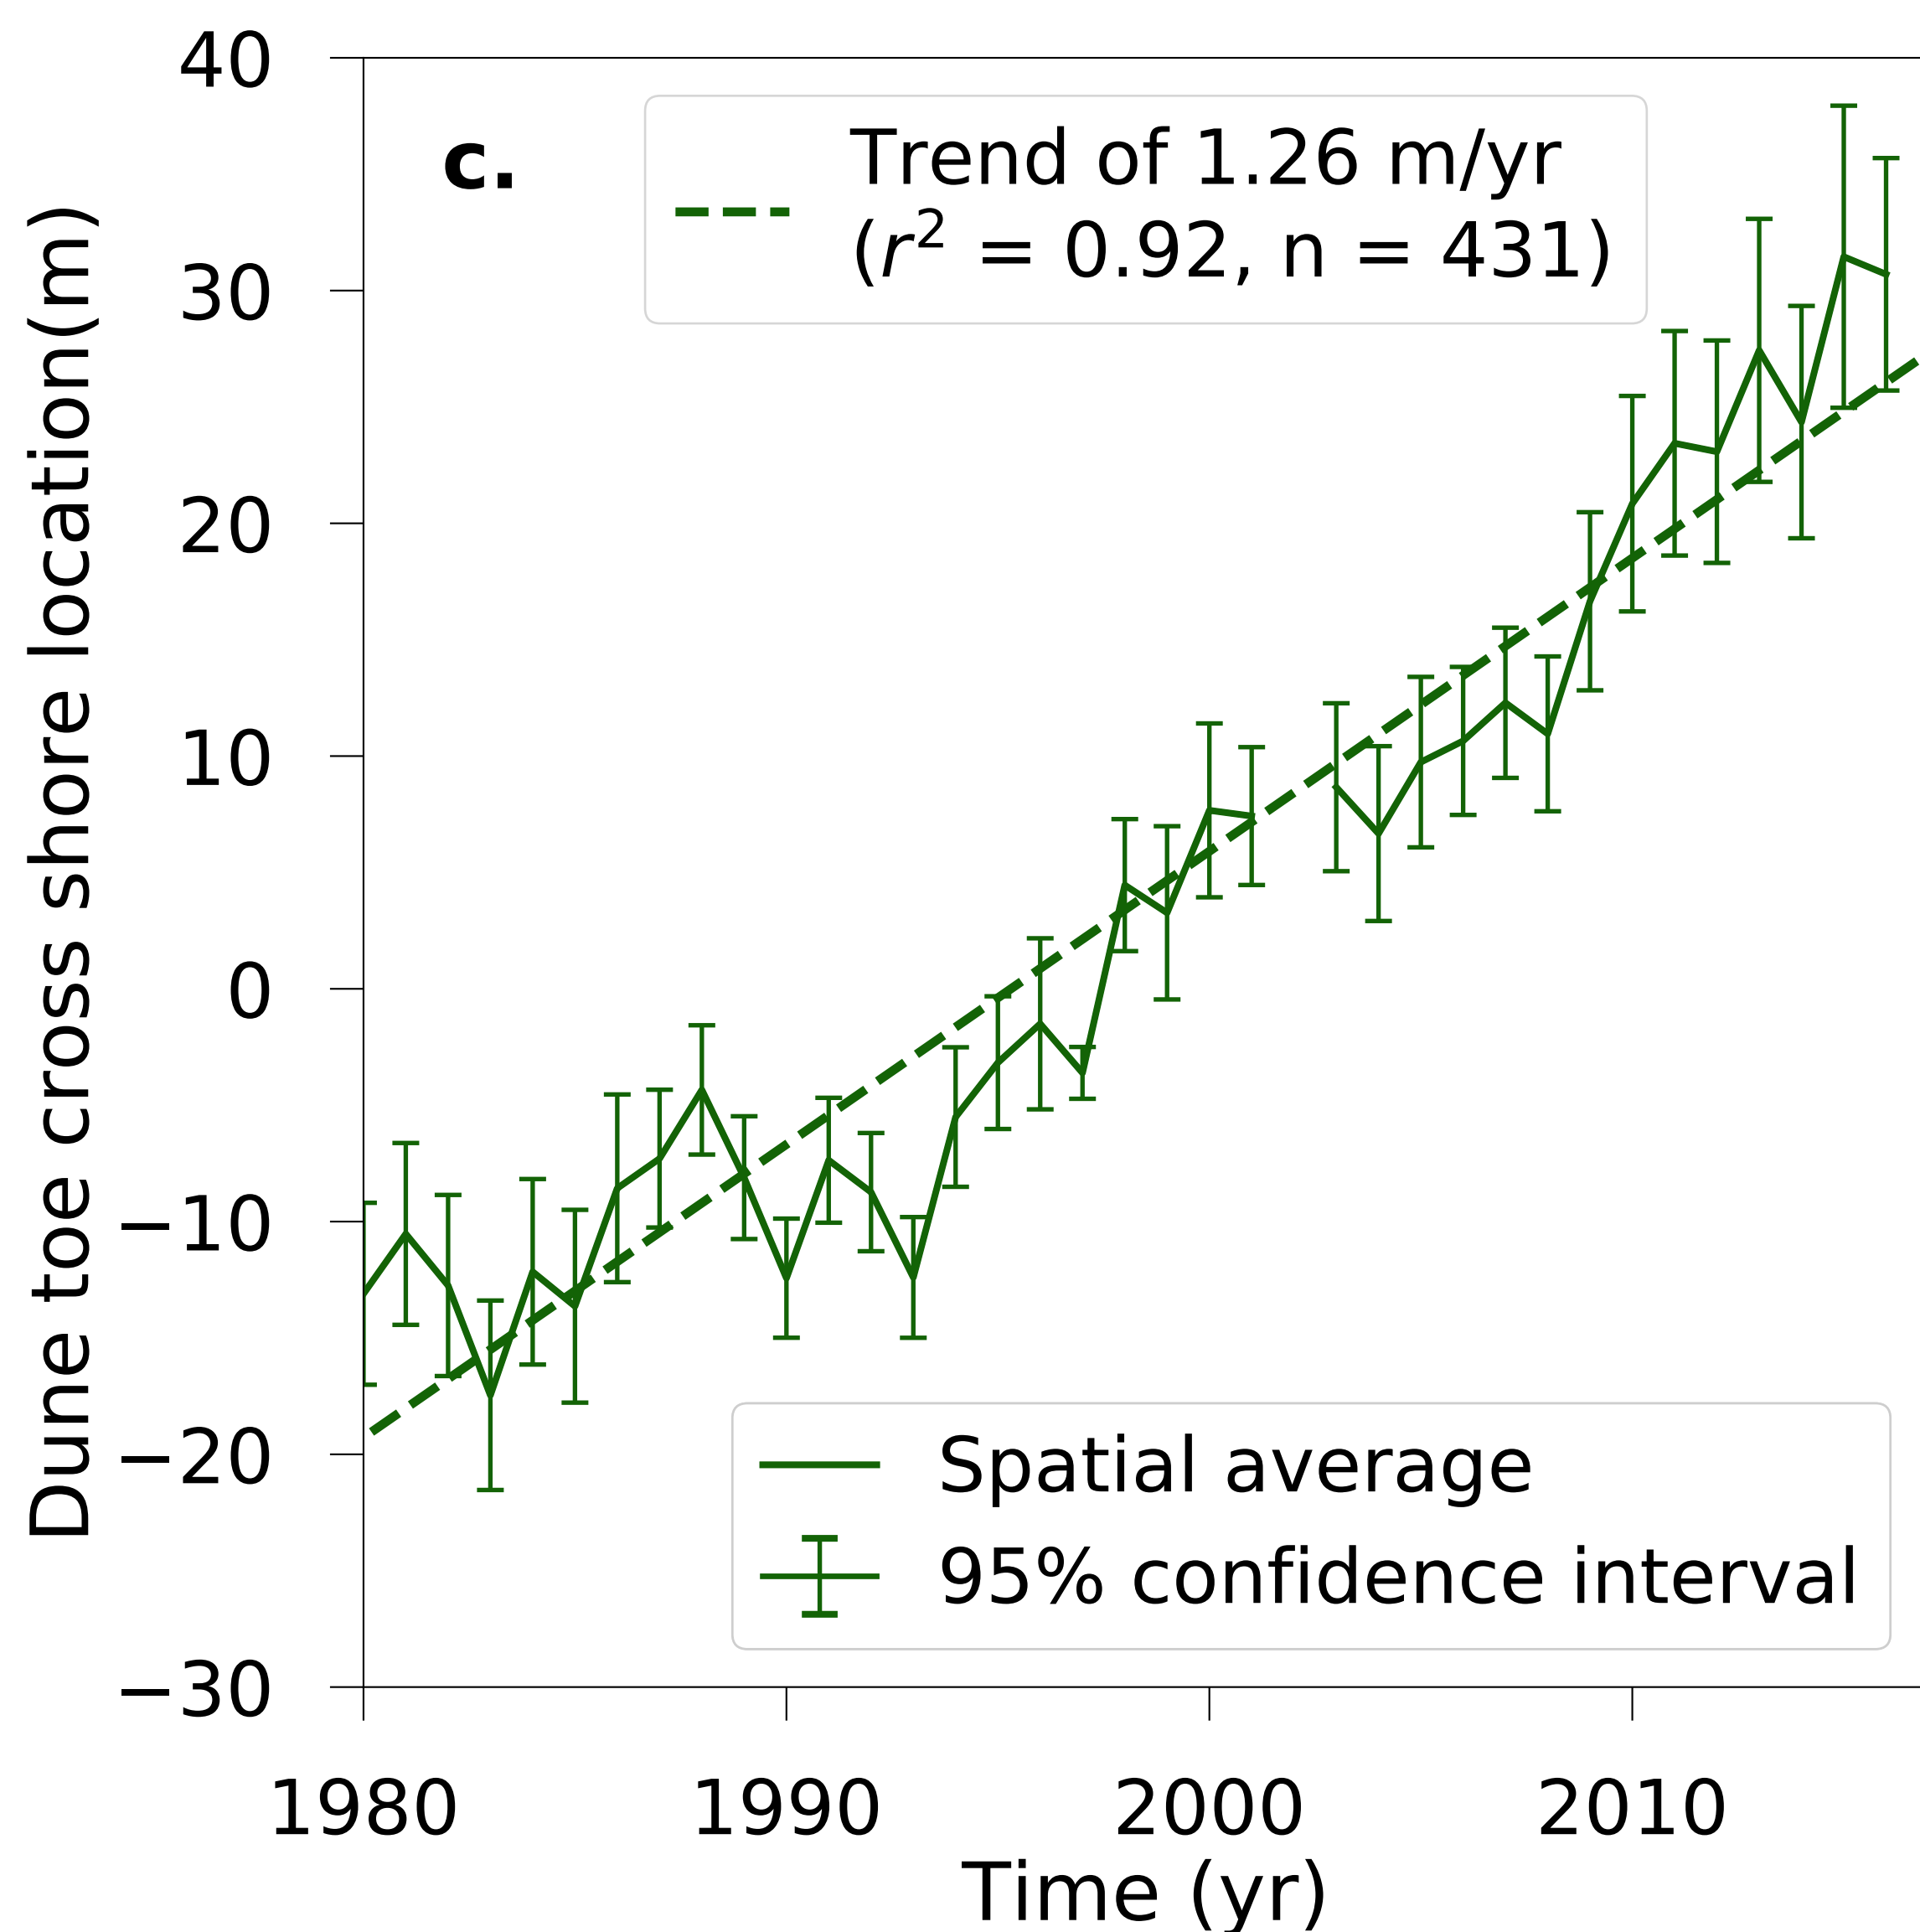 40
30
20
10
0
−10
−20
−30
Dune toe cross shore location(m)
c.
Trend of 1.26 m/yr
(r² = 0.92, n = 431)
Spatial average
95% confidence interval
1980 1990 2000 2010
Time (yr)